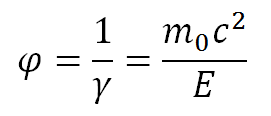 φ = 1/γ = m₀c²/E